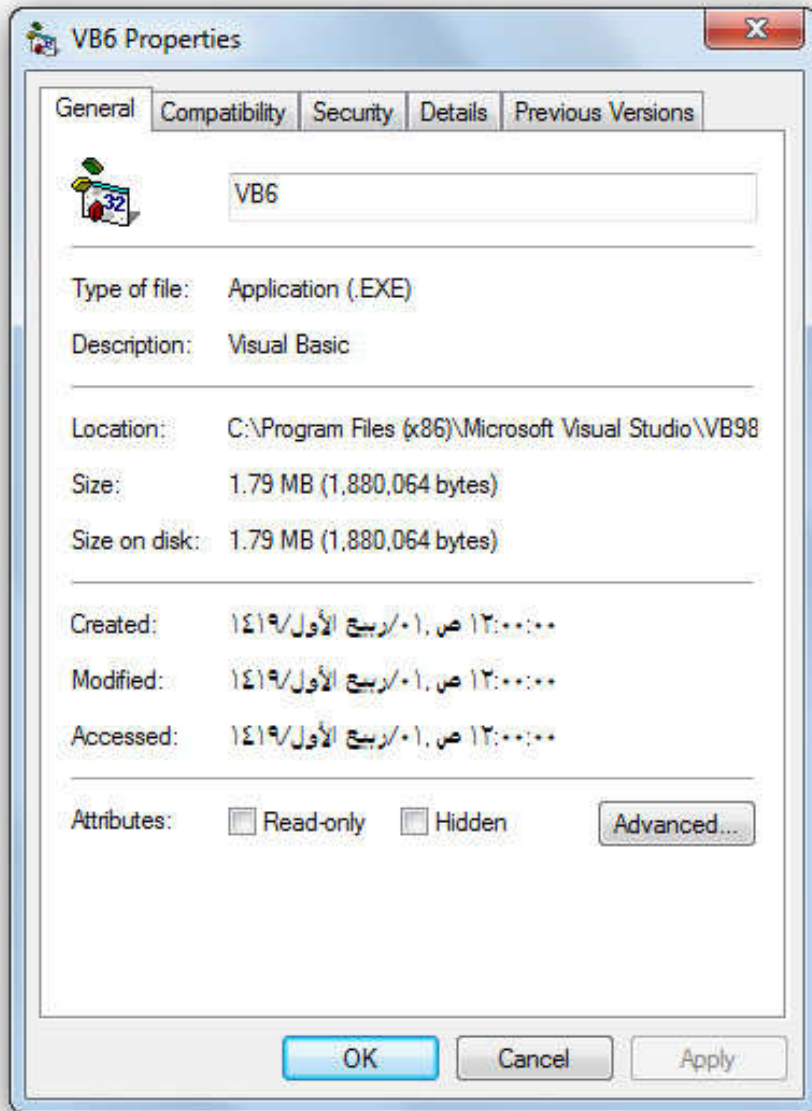 VB6 Properties
General Compatibility Security Details Previous Versions
32
VB6
Type of file: Application (.EXE)
Description: Visual Basic
Location: C:\Program Files (x86)\Microsoft Visual Studio\VB98
Size: 1.79 MB (1,880,064 bytes)
Size on disk: 1.79 MB (1,880,064 bytes)
Created: ١٢:٠٠:٠٠ ص ,٠١/ربيع الأول/١٤١٩
Modified: ١٢:٠٠:٠٠ ص ,٠١/ربيع الأول/١٤١٩
Accessed: ١٢:٠٠:٠٠ ص ,٠١/ربيع الأول/١٤١٩
Attributes: Read-only Hidden Advanced...
OK Cancel Apply